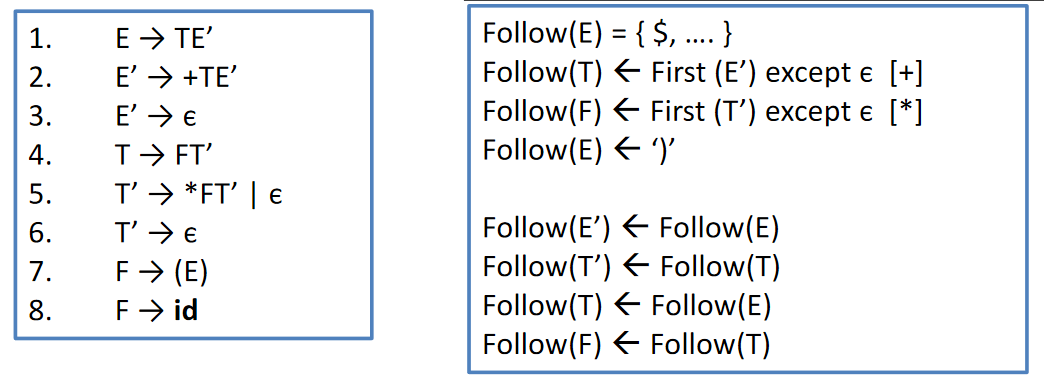 1. E → TE’
2. E’ → +TE’
3. E’ → ϵ
4. T → FT’
5. T’ → *FT’ | ϵ
6. T’ → ϵ
7. F → (E)
8. F → id
Follow(E) = { $, …. }
Follow(T) ← First (E’) except ϵ [+]
Follow(F) ← First (T’) except ϵ [*]
Follow(E) ← ‘)’
Follow(E’) ← Follow(E)
Follow(T’) ← Follow(T)
Follow(T) ← Follow(E)
Follow(F) ← Follow(T)